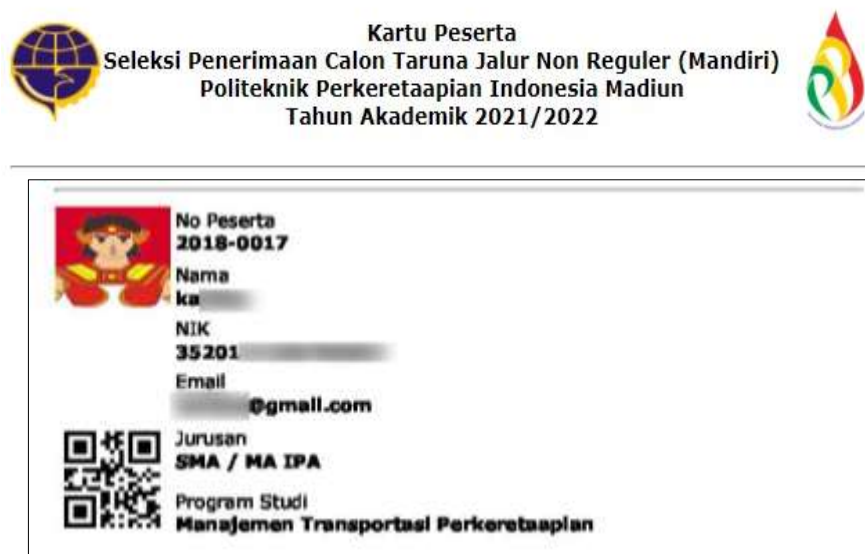 Kartu Peserta
Seleksi Penerimaan Calon Taruna Jalur Non Reguler (Mandiri)
Politeknik Perkeretaapian Indonesia Madiun
Tahun Akademik 2021/2022
No Peserta
2018-0017
Nama
ka
NIK
35201
Email
@gmail.com
Jurusan
SMA / MA IPA
Program Studi
Manajemen Transportasi Perkeretaapian